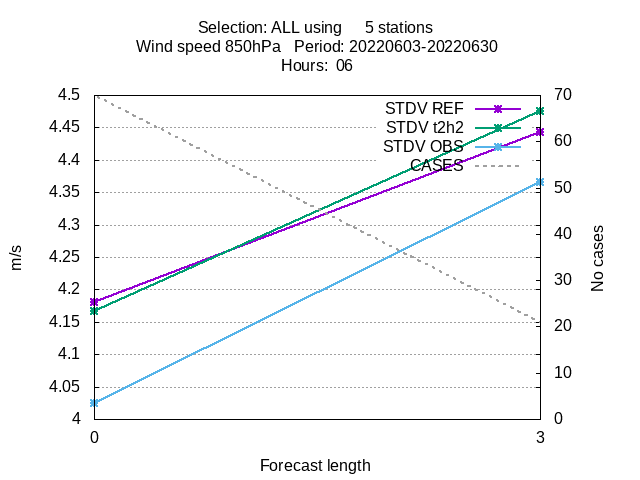 Selection: ALL using     5 stations
Wind speed 850hPa   Period: 20220603-20220630
Hours:  06
4.5
4.45
4.4
4.35
4.3
4.25
4.2
4.15
4.1
4.05
4
m/s
STDV REF
STDV t2h2
STDV OBS
CASES
70
60
50
40
30
20
10
0
No cases
0
3
Forecast length